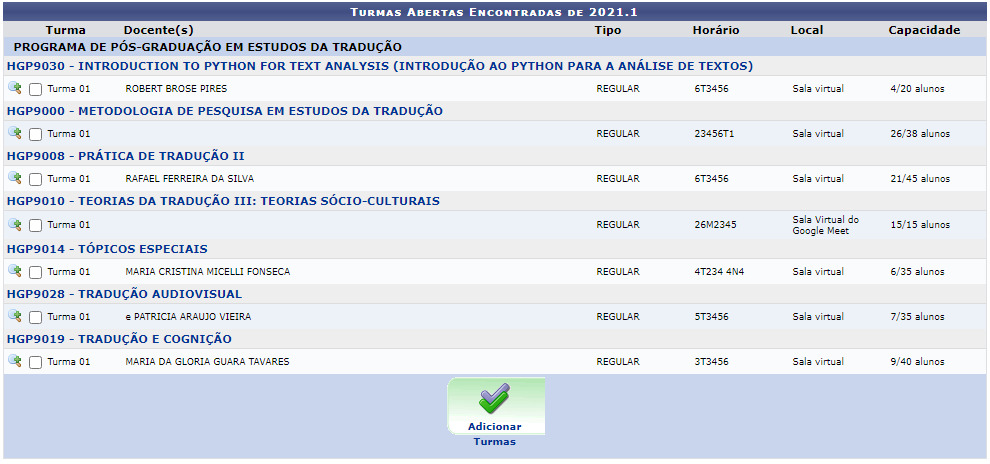 Turmas Abertas Encontradas de 2021.1
Turma Docente(s) Tipo Horário Local Capacidade
PROGRAMA DE PÓS-GRADUAÇÃO EM ESTUDOS DA TRADUÇÃO
HGP9030 - INTRODUCTION TO PYTHON FOR TEXT ANALYSIS (INTRODUÇÃO AO PYTHON PARA A ANÁLISE DE TEXTOS)
Turma 01 ROBERT BROSE PIRES REGULAR 6T3456 Sala virtual 4/20 alunos
HGP9000 - METODOLOGIA DE PESQUISA EM ESTUDOS DA TRADUÇÃO
Turma 01 REGULAR 23456T1 Sala virtual 26/38 alunos
HGP9008 - PRÁTICA DE TRADUÇÃO II
Turma 01 RAFAEL FERREIRA DA SILVA REGULAR 6T3456 Sala virtual 21/45 alunos
HGP9010 - TEORIAS DA TRADUÇÃO III: TEORIAS SÓCIO-CULTURAIS
Turma 01 REGULAR 26M2345 Sala Virtual do Google Meet 15/15 alunos
HGP9014 - TÓPICOS ESPECIAIS
Turma 01 MARIA CRISTINA MICELLI FONSECA REGULAR 4T234 4N4 Sala virtual 6/35 alunos
HGP9028 - TRADUÇÃO AUDIOVISUAL
Turma 01 e PATRICIA ARAUJO VIEIRA REGULAR 5T3456 Sala virtual 7/35 alunos
HGP9019 - TRADUÇÃO E COGNIÇÃO
Turma 01 MARIA DA GLORIA GUARA TAVARES REGULAR 3T3456 Sala virtual 9/40 alunos
Adicionar
Turmas